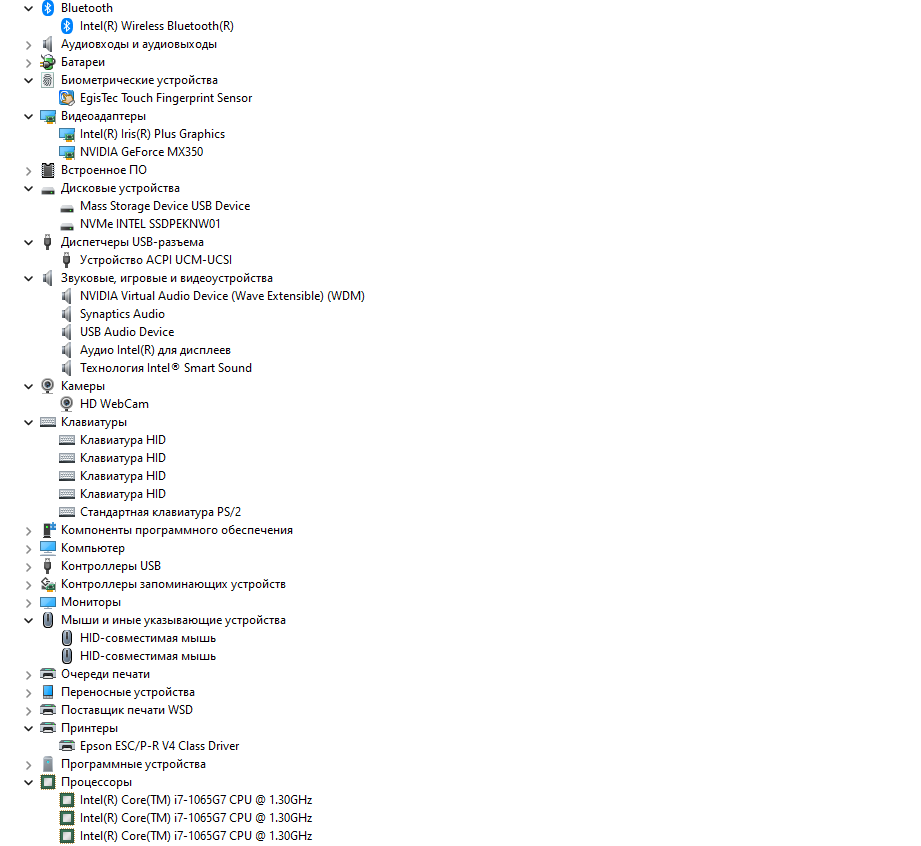 Bluetooth
Intel(R) Wireless Bluetooth(R)
Аудиовходы и аудиовыходы
Батареи
Биометрические устройства
EgisTec Touch Fingerprint Sensor
Видеоадаптеры
Intel(R) Iris(R) Plus Graphics
NVIDIA GeForce MX350
Встроенное ПО
Дисковые устройства
Mass Storage Device USB Device
NVMe INTEL SSDPEKNW01
Диспетчеры USB-разъема
Устройство ACPI UCM-UCSI
Звуковые, игровые и видеоустройства
NVIDIA Virtual Audio Device (Wave Extensible) (WDM)
Synaptics Audio
USB Audio Device
Аудио Intel(R) для дисплеев
Технология Intel® Smart Sound
Камеры
HD WebCam
Клавиатуры
Клавиатура HID
Клавиатура HID
Клавиатура HID
Клавиатура HID
Стандартная клавиатура PS/2
Компоненты программного обеспечения
Компьютер
Контроллеры USB
Контроллеры запоминающих устройств
Мониторы
Мыши и иные указывающие устройства
HID-совместимая мышь
HID-совместимая мышь
Очереди печати
Переносные устройства
Поставщик печати WSD
Принтеры
Epson ESC/P-R V4 Class Driver
Программные устройства
Процессоры
Intel(R) Core(TM) i7-1065G7 CPU @ 1.30GHz
Intel(R) Core(TM) i7-1065G7 CPU @ 1.30GHz
Intel(R) Core(TM) i7-1065G7 CPU @ 1.30GHz